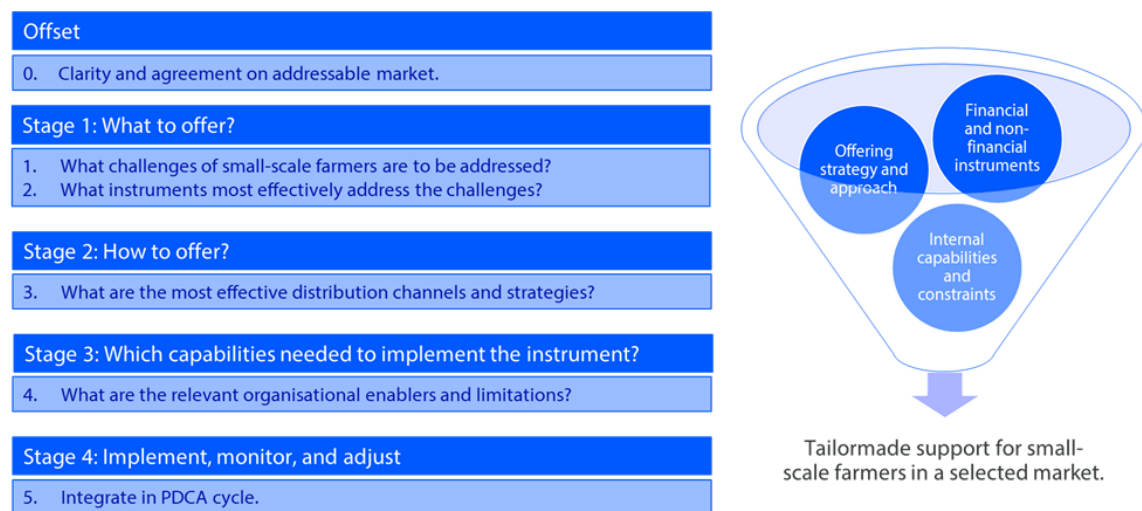 Offset
0. Clarity and agreement on addressable market.
Stage 1: What to offer?
1. What challenges of small-scale farmers are to be addressed?
2. What instruments most effectively address the challenges?
Stage 2: How to offer?
3. What are the most effective distribution channels and strategies?
Stage 3: Which capabilities needed to implement the instrument?
4. What are the relevant organisational enablers and limitations?
Stage 4: Implement, monitor, and adjust
5. Integrate in PDCA cycle.
Offering
strategy and
approach
Financial
and non-
financial
instruments
Internal
capabilities
and
constraints
Tailormade support for small-
scale farmers in a selected market.